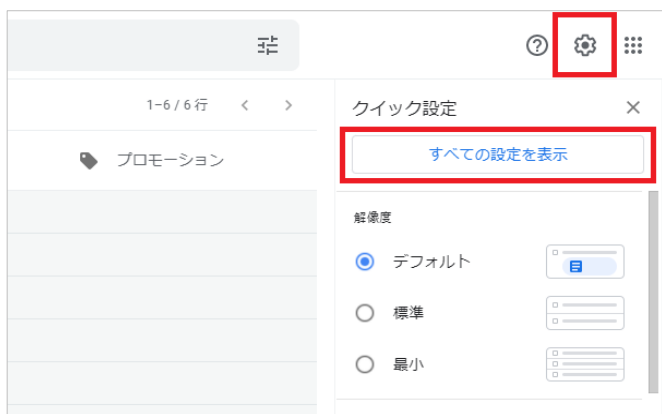 1–6 / 6 行
プロモーション
クイック設定
すべての設定を表示
解像度
デフォルト
標準
最小